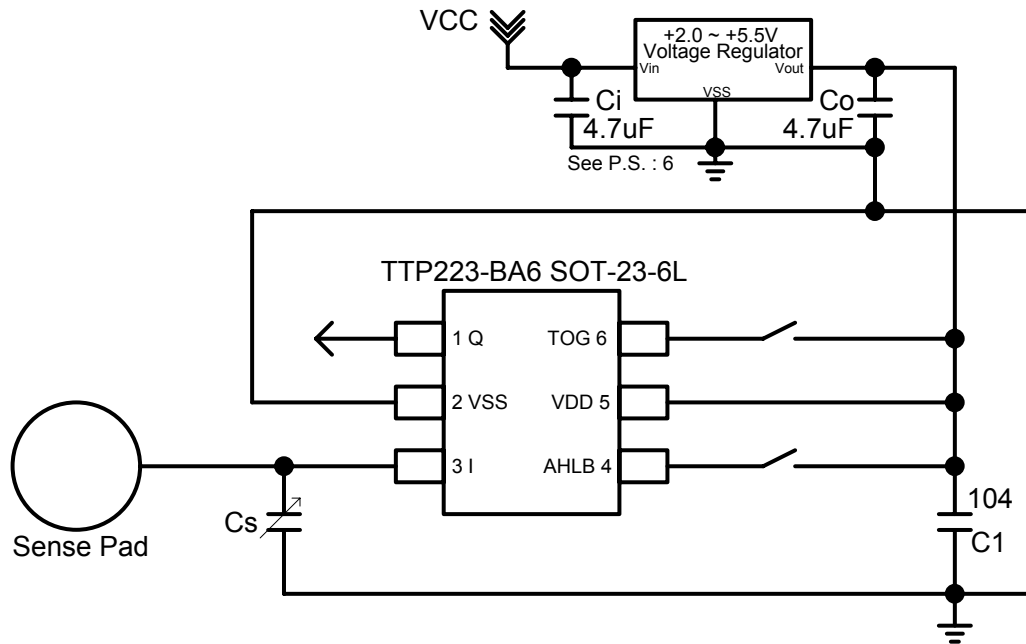 VCC
+2.0 ~ +5.5V
Voltage Regulator
Vin
Vout
VSS
Ci
4.7uF
Co
4.7uF
See P.S. : 6
TTP223-BA6 SOT-23-6L
1 Q
TOG 6
2 VSS
VDD 5
3 I
AHLB 4
Cs
Sense Pad
104
C1